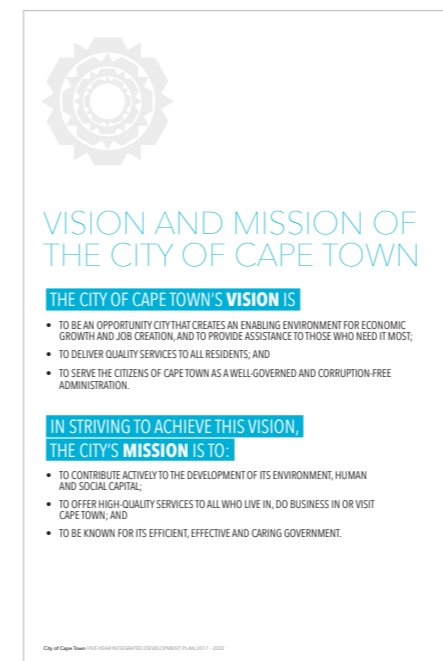 VISION AND MISSION OF
THE CITY OF CAPE TOWN
THE CITY OF CAPE TOWN'S VISION IS
• TO BE AN OPPORTUNITY CITY THAT CREATES AN ENABLING ENVIRONMENT FOR ECONOMIC
GROWTH AND JOB CREATION, AND TO PROVIDE ASSISTANCE TO THOSE WHO NEED IT MOST;
• TO DELIVER QUALITY SERVICES TO ALL RESIDENTS; AND
• TO SERVE THE CITIZENS OF CAPE TOWN AS A WELL-GOVERNED AND CORRUPTION-FREE
ADMINISTRATION.
IN STRIVING TO ACHIEVE THIS VISION,
THE CITY'S MISSION IS TO:
• TO CONTRIBUTE ACTIVELY TO THE DEVELOPMENT OF ITS ENVIRONMENT, HUMAN
AND SOCIAL CAPITAL;
• TO OFFER HIGH-QUALITY SERVICES TO ALL WHO LIVE IN, DO BUSINESS IN OR VISIT
CAPE TOWN; AND
• TO BE KNOWN FOR ITS EFFICIENT, EFFECTIVE AND CARING GOVERNMENT.
City of Cape Town FIVE YEAR INTEGRATED DEVELOPMENT PLAN 2017 - 2022